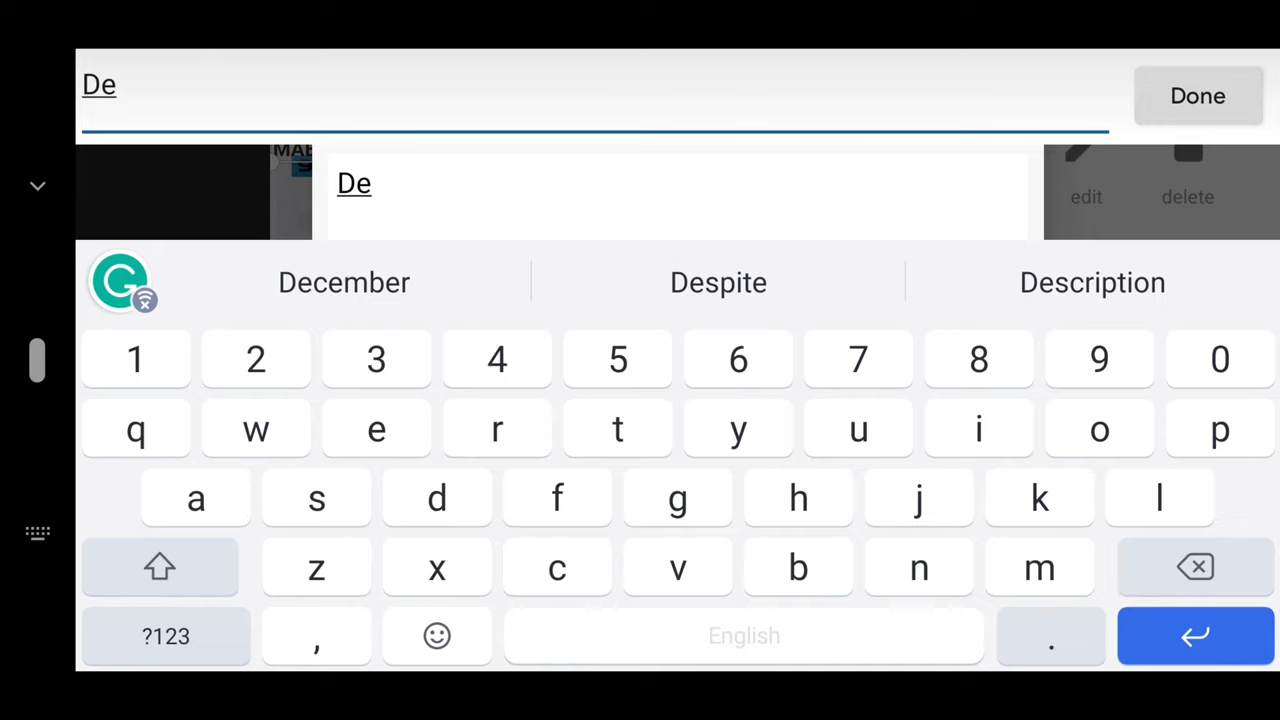 De
Done
MAE
De
edit
delete
December
Despite
Description
1 2 3 4 5 6 7 8 9 0
q w e r t y u i o p
a s d f g h j k l
z x c v b n m
?123 , English .